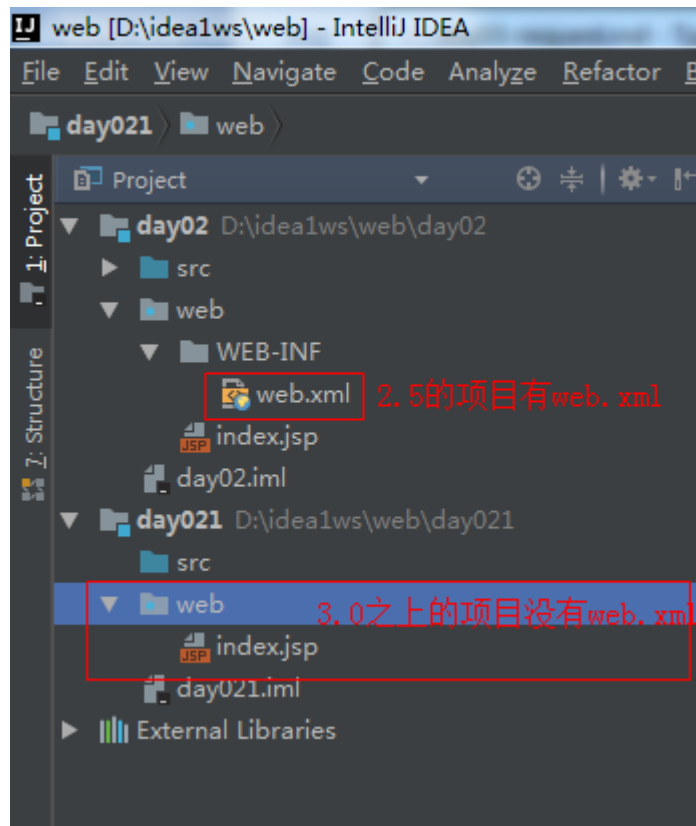 web [D:\idea1ws\web] - IntelliJ IDEA
File Edit View Navigate Code Analyze Refactor
day021 web
Project
1: Project
day02 D:\idea1ws\web\day02
src
web
WEB-INF
web.xml 2.5的项目有web.xml
7: Structure
index.jsp
day02.iml
day021 D:\idea1ws\web\day021
src
web 3.0之上的项目没有web.xml
index.jsp
day021.iml
External Libraries